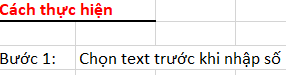 Cách thực hiện
Bước 1: Chọn text trước khi nhập số